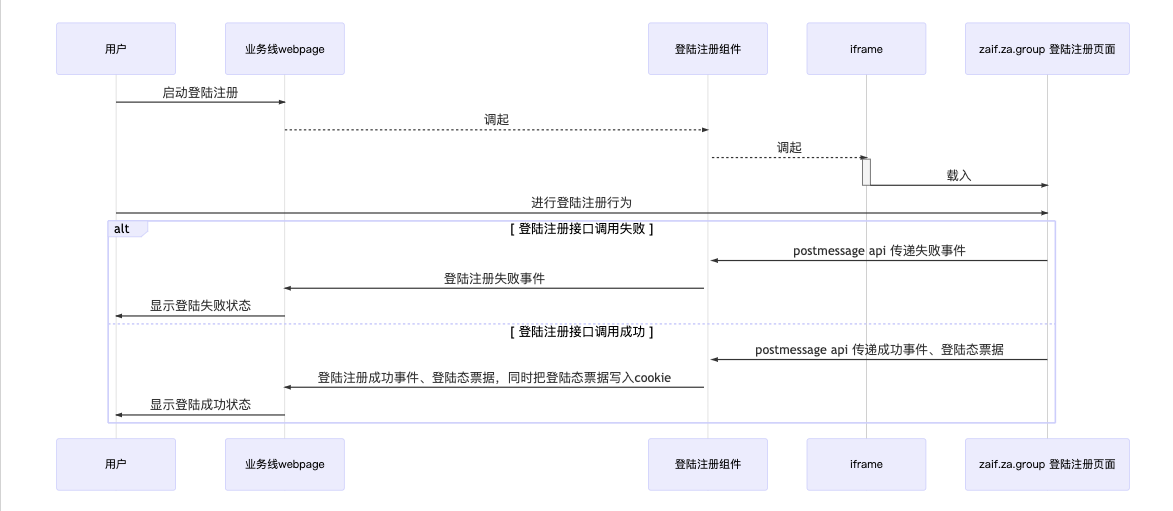 用户
业务线webpage
登陆注册组件
iframe
zaif.za.group 登陆注册页面
启动登陆注册
调起
调起
载入
进行登陆注册行为
alt
[ 登陆注册接口调用失败 ]
postmessage api 传递失败事件
登陆注册失败事件
显示登陆失败状态
[ 登陆注册接口调用成功 ]
postmessage api 传递成功事件、登陆态票据
登陆注册成功事件、登陆态票据，同时把登陆态票据写入cookie
显示登陆成功状态
用户
业务线webpage
登陆注册组件
iframe
zaif.za.group 登陆注册页面